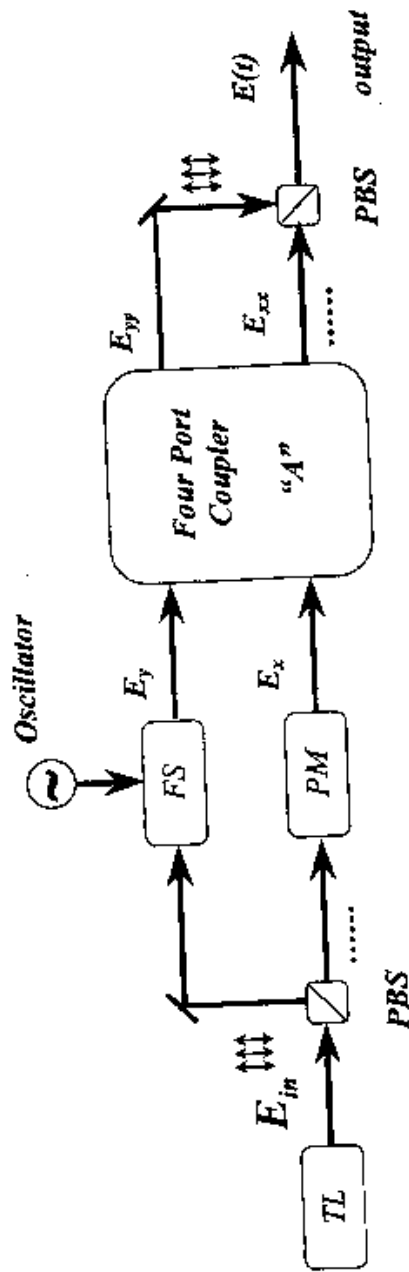 Oscillator
~
FS
E_y
E_yy
E(t)
Four Port
Coupler
"A"
TL
E_in
PM
E_x
E_xx
PBS
PBS
output